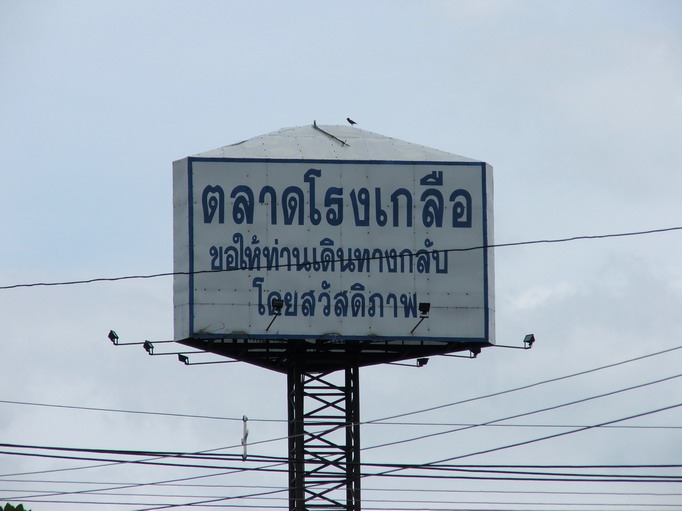 ตลาดโรงเกลือ
ขอให้ท่านเดินทางกลับ
โดยสวัสดิภาพ